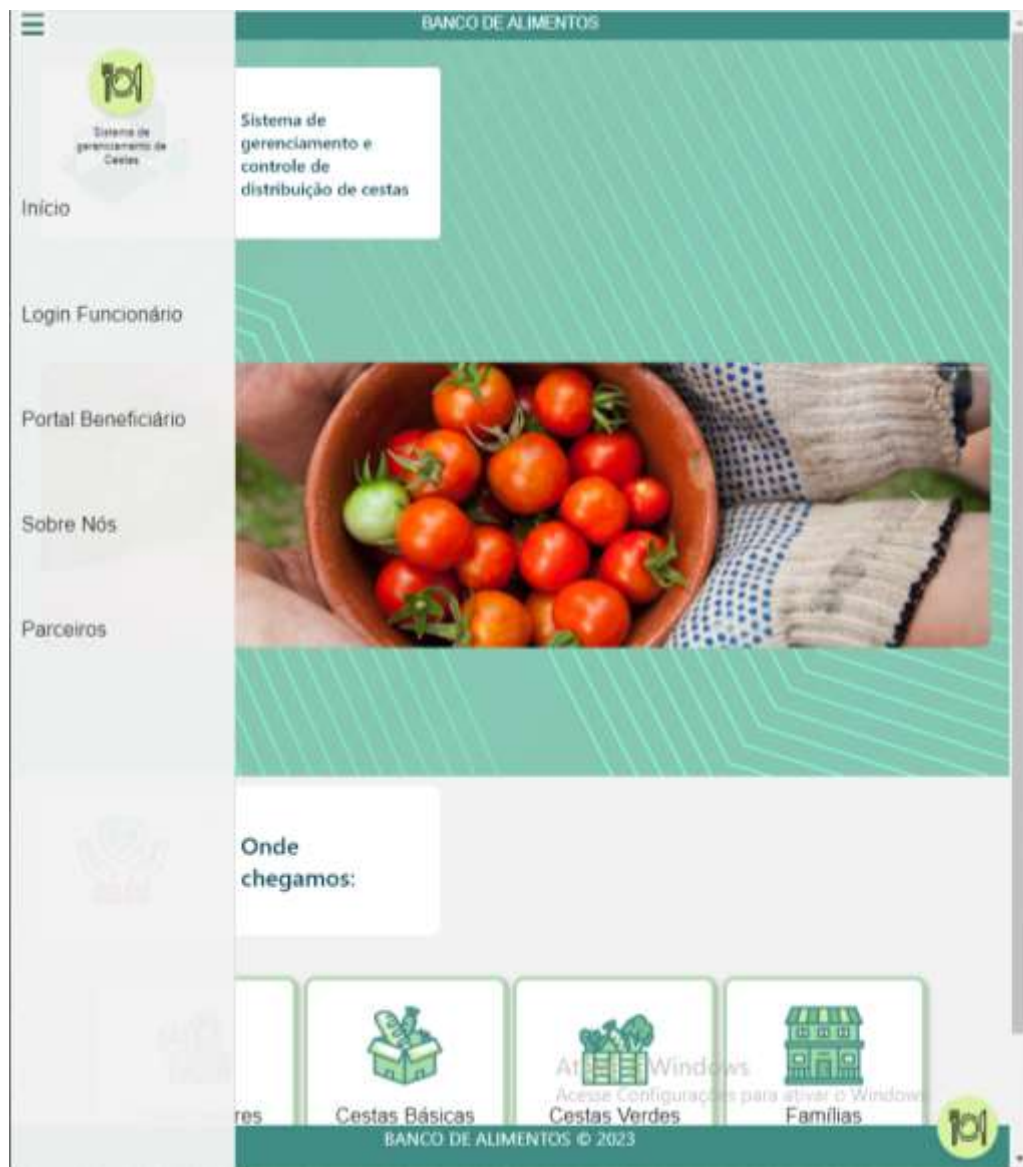 BANCO DE ALIMENTOS
Sistema de
gerenciamento de
Cestas
Sistema de
gerenciamento e
controle de
distribuição de cestas
Início
Login Funcionário
Portal Beneficiário
Sobre Nós
Parceiros
Onde
chegamos:
res
Cestas Básicas
Cestas Verdes
Famílias
Windows
Acesse Configurações para ativar o Windows
BANCO DE ALIMENTOS © 2023